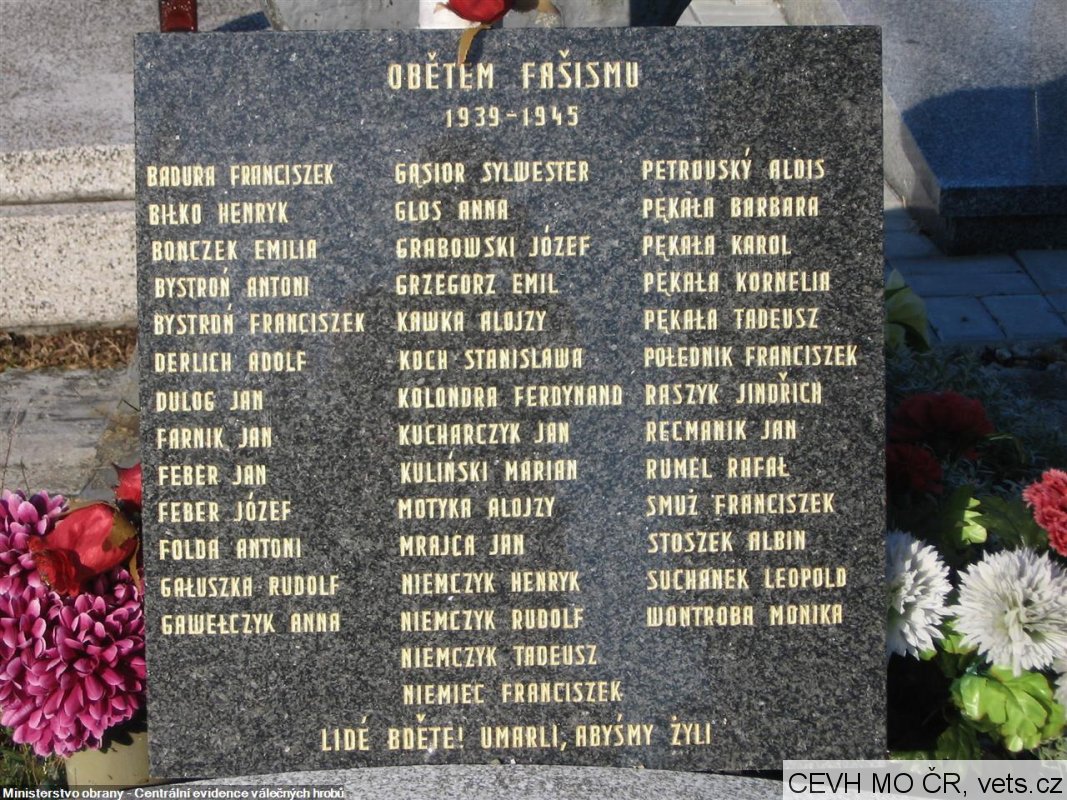 OBĚTEM FAŠISMU
1939-1945
BADURA FRANCISZEK
BIŁKO HENRYK
BONCZEK EMILIA
BYSTROŃ ANTONI
BYSTROŃ FRANCISZEK
DERLICH ADOLF
DULOG JAN
FARNIK JAN
FEBER JAN
FEBER JÓZEF
FOLDA ANTONI
GAŁUSZKA RUDOLF
GAWEŁCZYK ANNA
GĄSIOR SYLWESTER
GLOS ANNA
GRABOWSKI JÓZEF
GRZEGORZ EMIL
KAWKA ALOJZY
KOCH STANISLAWA
KOLONDRA FERDYNAND
KUCHARCZYK JAN
KULIŃSKI MARIAN
MOTYKA ALOJZY
MRAJCA JAN
NIEMCZYK HENRYK
NIEMCZYK RUDOLF
NIEMCZYK TADEUSZ
NIEMIEC FRANCISZEK
PETROVSKÝ ALOIS
PĘKAŁA BARBARA
PĘKAŁA KAROL
PĘKAŁA KORNELIA
PĘKAŁA TADEUSZ
POŁEDNIK FRANCISZEK
RASZYK JINDŘICH
RĘCMANIK JAN
RUMEL RAFAŁ
SMUŻ FRANCISZEK
STOSZEK ALBIN
SUCHANEK LEOPOLD
WONTROBA MONIKA
LIDÉ BDĚTE! UMARLI, ABYŚMY ŻYLI
Ministerstvo obrany - Centrální evidence válečných hrobů
CEVH MO ČR, vets.cz